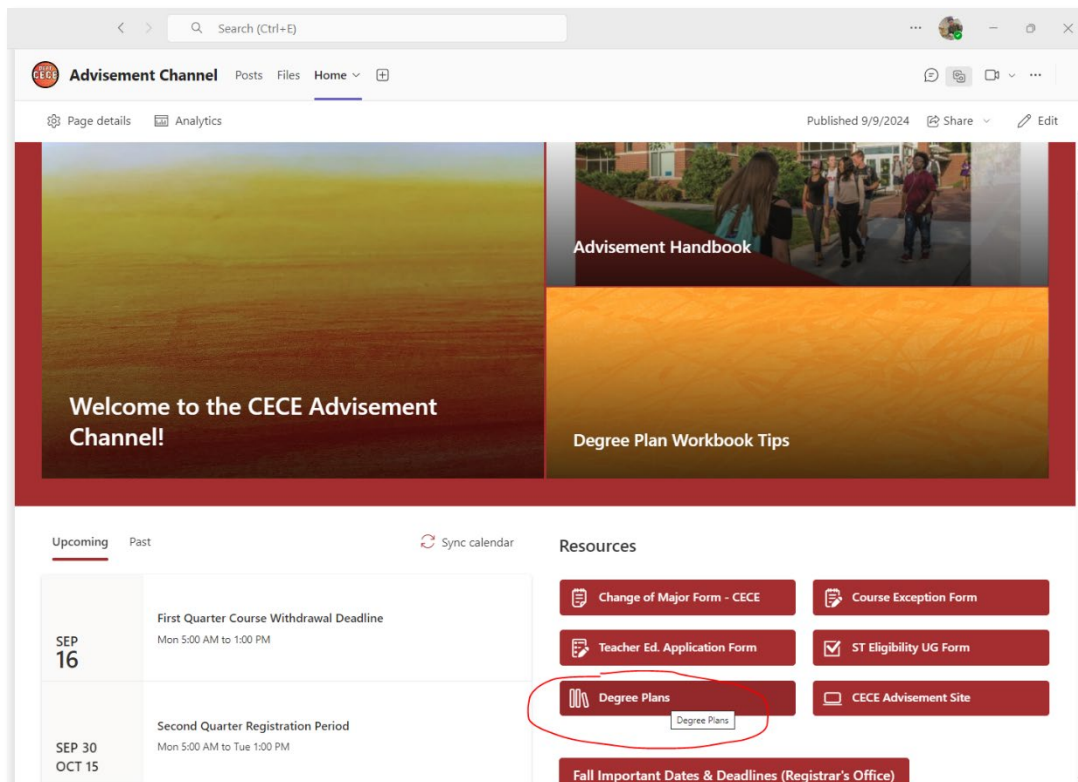 Search (Ctrl+E)
CECE
Advisement Channel Posts Files Home
Page details Analytics
Published 9/9/2024 Share Edit
Advisement Handbook
Welcome to the CECE Advisement
Channel!
Degree Plan Workbook Tips
Upcoming Past Sync calendar
Resources
SEP
16
First Quarter Course Withdrawal Deadline
Mon 5:00 AM to 1:00 PM
SEP 30
OCT 15
Second Quarter Registration Period
Mon 5:00 AM to Tue 1:00 PM
Change of Major Form - CECE
Course Exception Form
Teacher Ed. Application Form
ST Eligibility UG Form
Degree Plans
Degree Plans
CECE Advisement Site
Fall Important Dates & Deadlines (Registrar's Office)